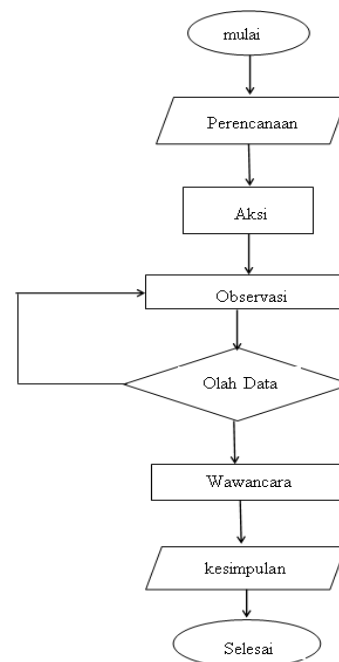 mulai
Perencanaan
Aksi
Observasi
Olah Data
Wawancara
kesimpulan
Selesai